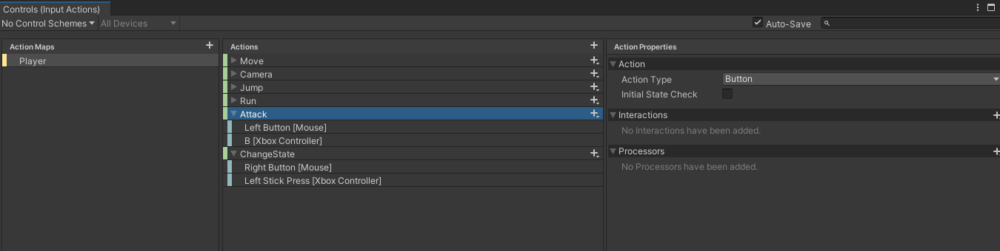 Controls (Input Actions)
No Control Schemes All Devices Auto-Save
Action Maps
Player
Actions
Move
Camera
Jump
Run
Attack
Left Button [Mouse]
B [Xbox Controller]
ChangeState
Right Button [Mouse]
Left Stick Press [Xbox Controller]
Action Properties
Action
Action Type Button
Initial State Check
Interactions
No Interactions have been added.
Processors
No Processors have been added.